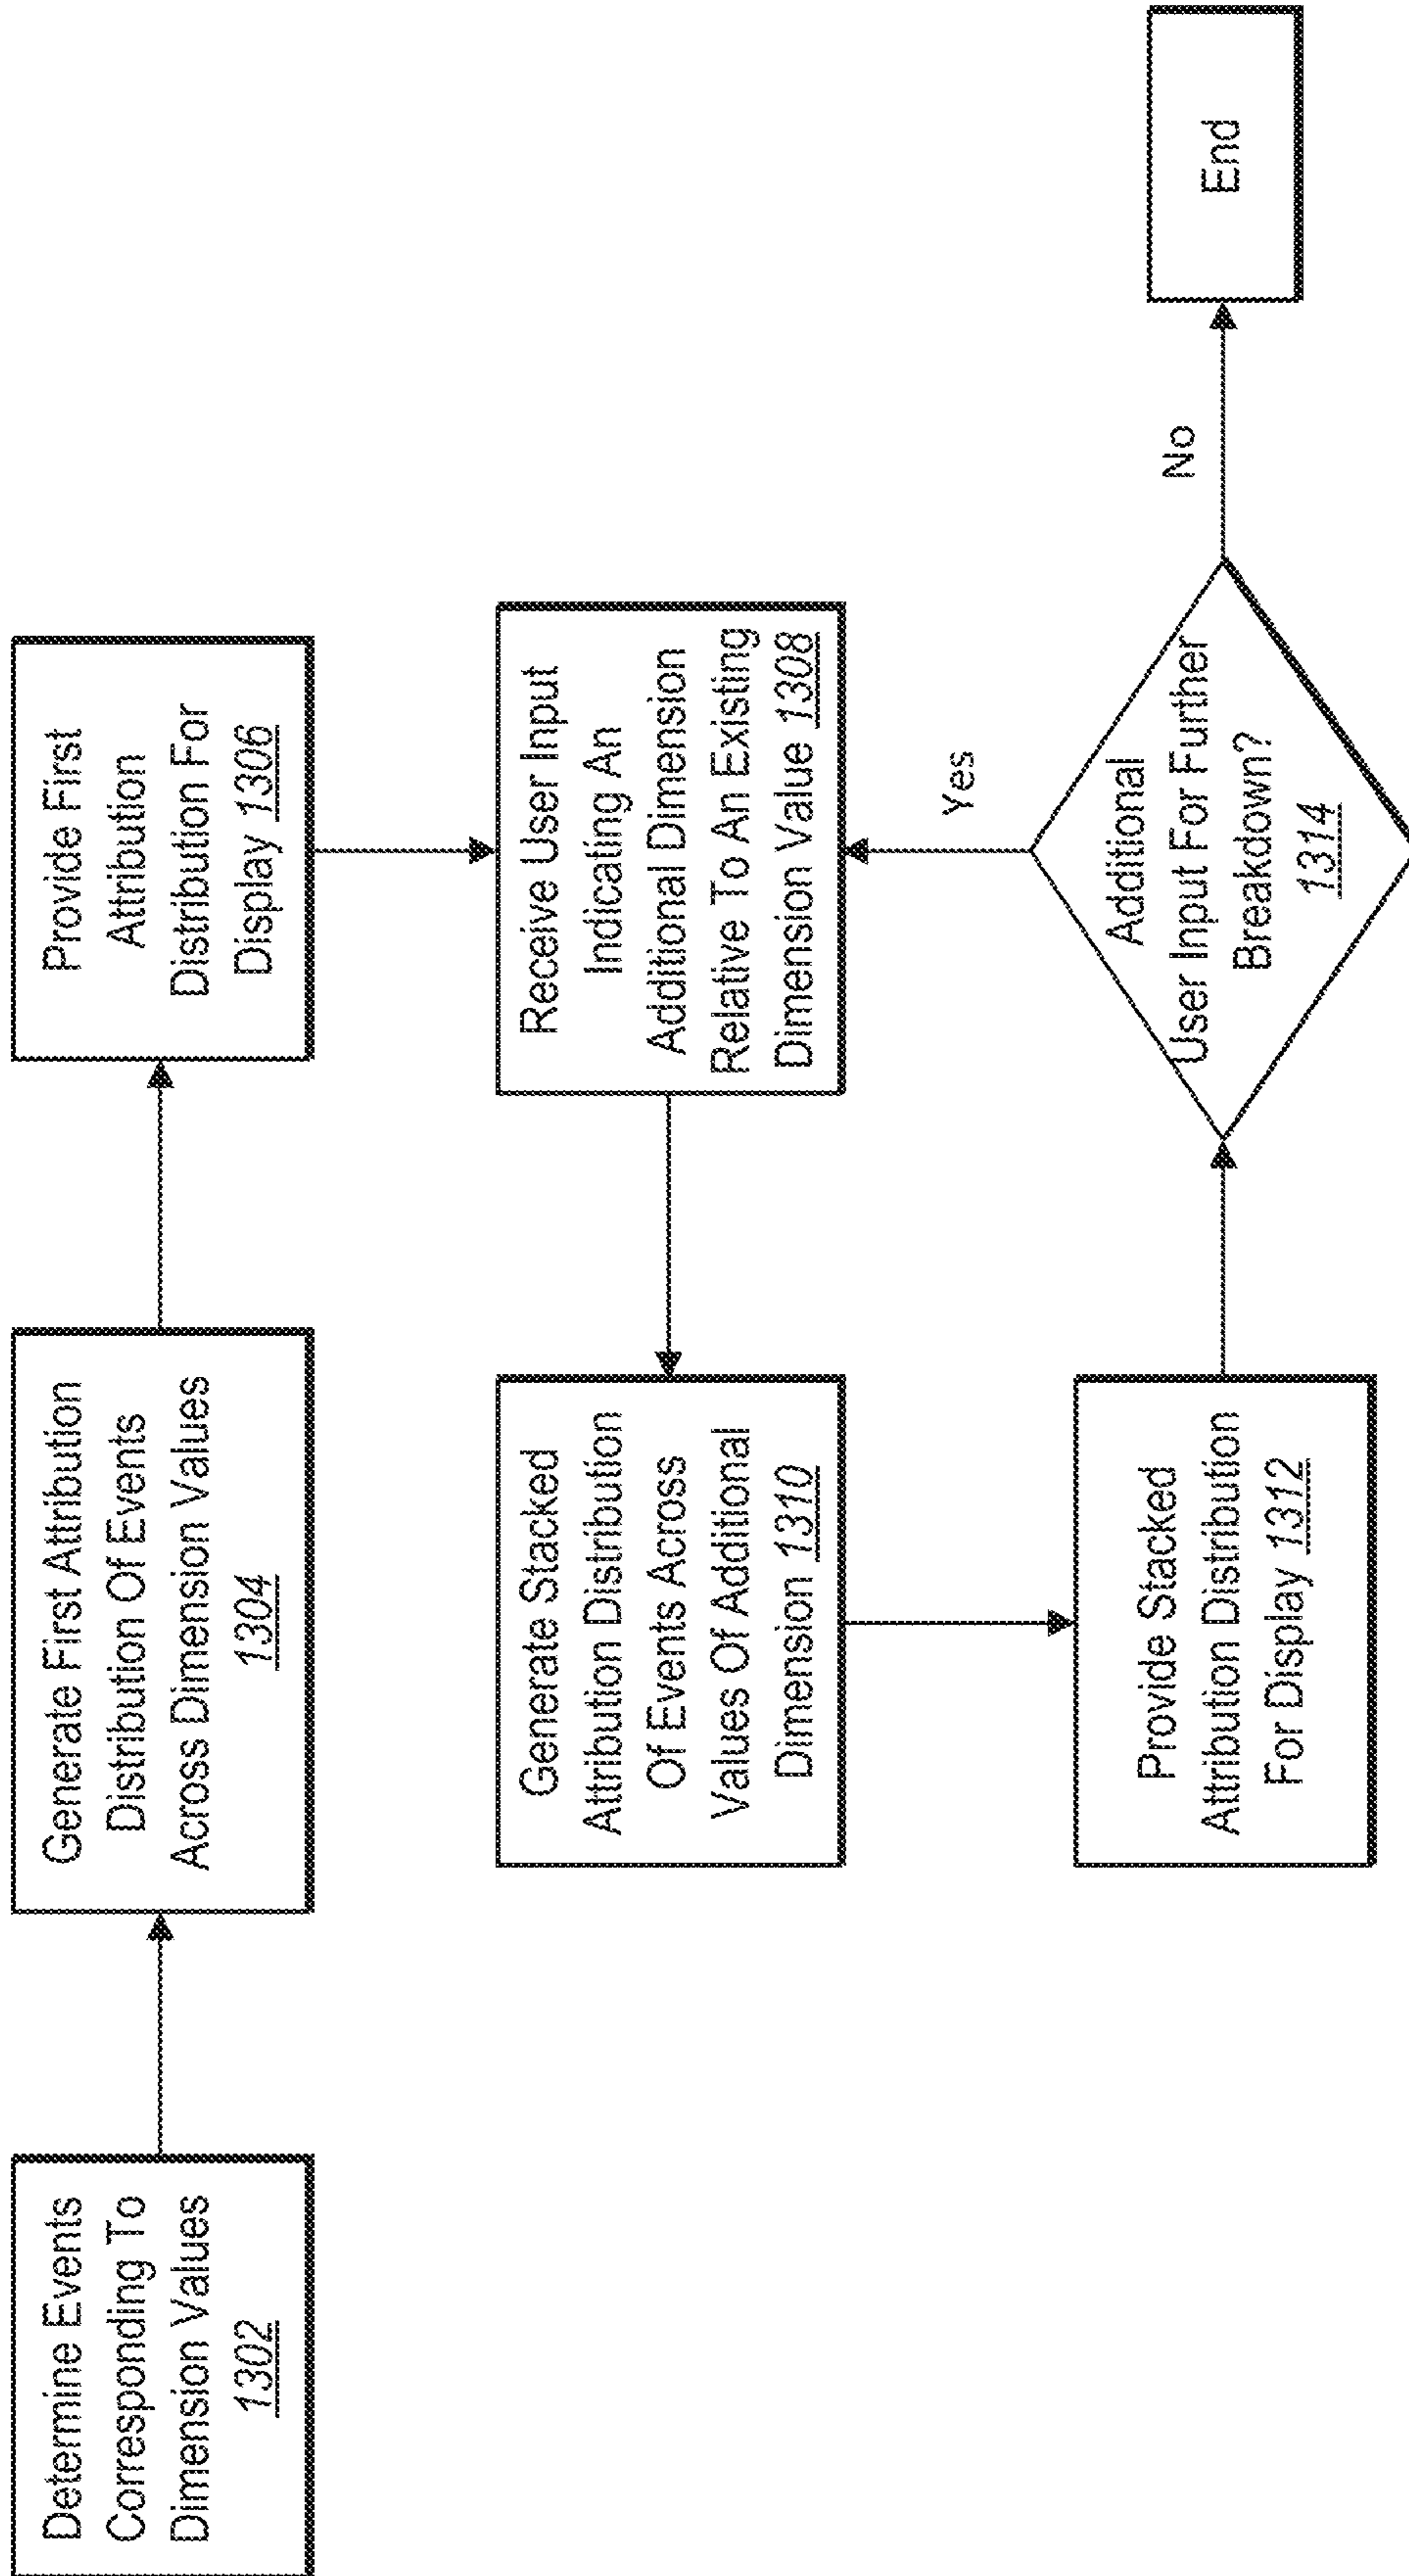 Determine Events
Corresponding To
Dimension Values
1302
Generate First Attribution
Distribution Of Events
Across Dimension Values
1304
Provide First
Attribution
Distribution For
Display 1306
Receive User Input
Indicating An
Additional Dimension
Relative To An Existing
Dimension Value 1308
Generate Stacked
Attribution Distribution
Of Events Across
Values Of Additional
Dimension 1310
Provide Stacked
Attribution Distribution
For Display 1312
Additional
User Input For Further
Breakdown?
1314
Yes
No
End